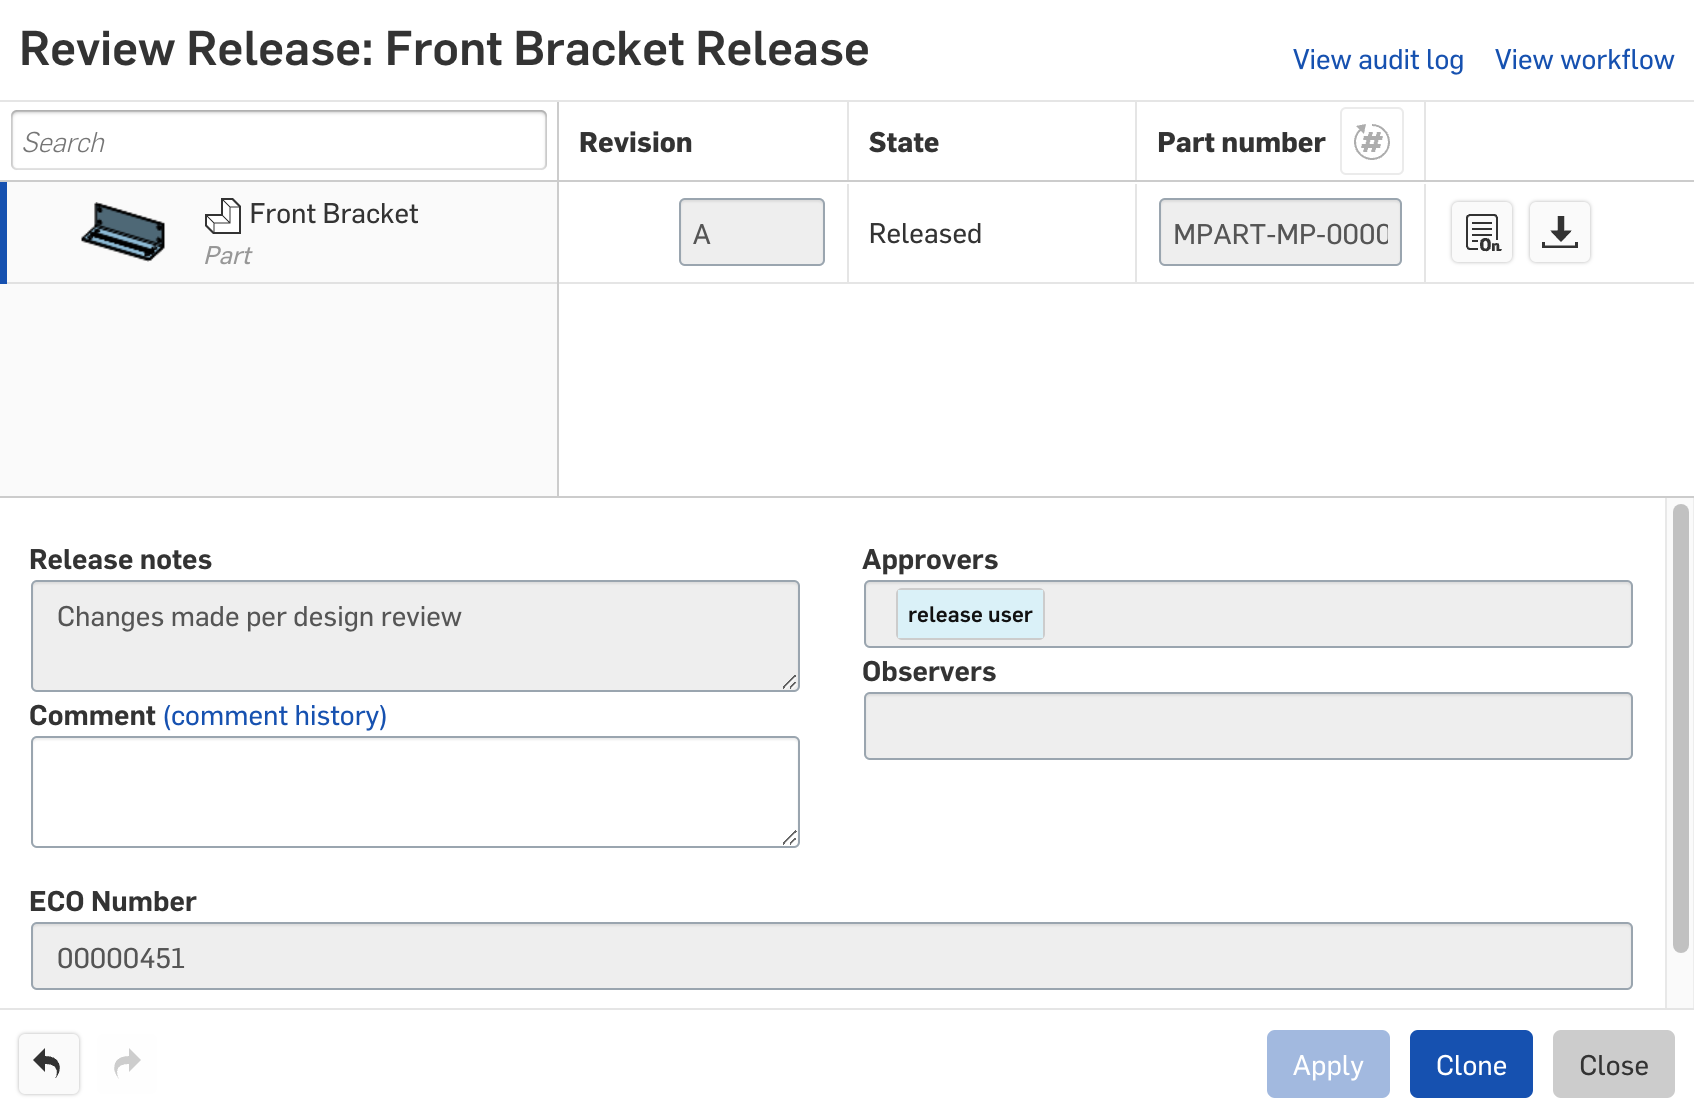 Review Release: Front Bracket Release
View audit log View workflow
Search
Revision
State
Part number
#
Front Bracket
Part
A
Released
MPART-MP-0000
On
Release notes
Changes made per design review
Comment (comment history)
Approvers
release user
Observers
ECO Number
00000451
Apply
Clone
Close